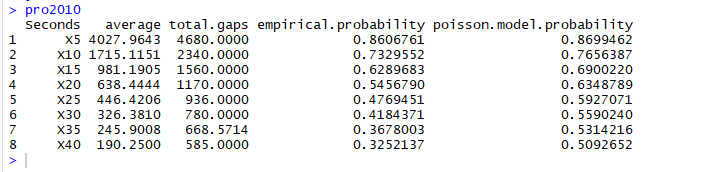 > pro2010
Seconds average total.gaps empirical.probability poisson.model.probability
1 X5 4027.9643 4680.0000 0.8606761 0.8699462
2 X10 1715.1151 2340.0000 0.7329552 0.7656387
3 X15 981.1905 1560.0000 0.6289683 0.6900220
4 X20 638.4444 1170.0000 0.5456790 0.6348789
5 X25 446.4206 936.0000 0.4769451 0.5927071
6 X30 326.3810 780.0000 0.4184371 0.5590240
7 X35 245.9008 668.5714 0.3678003 0.5314216
8 X40 190.2500 585.0000 0.3252137 0.5092652
>